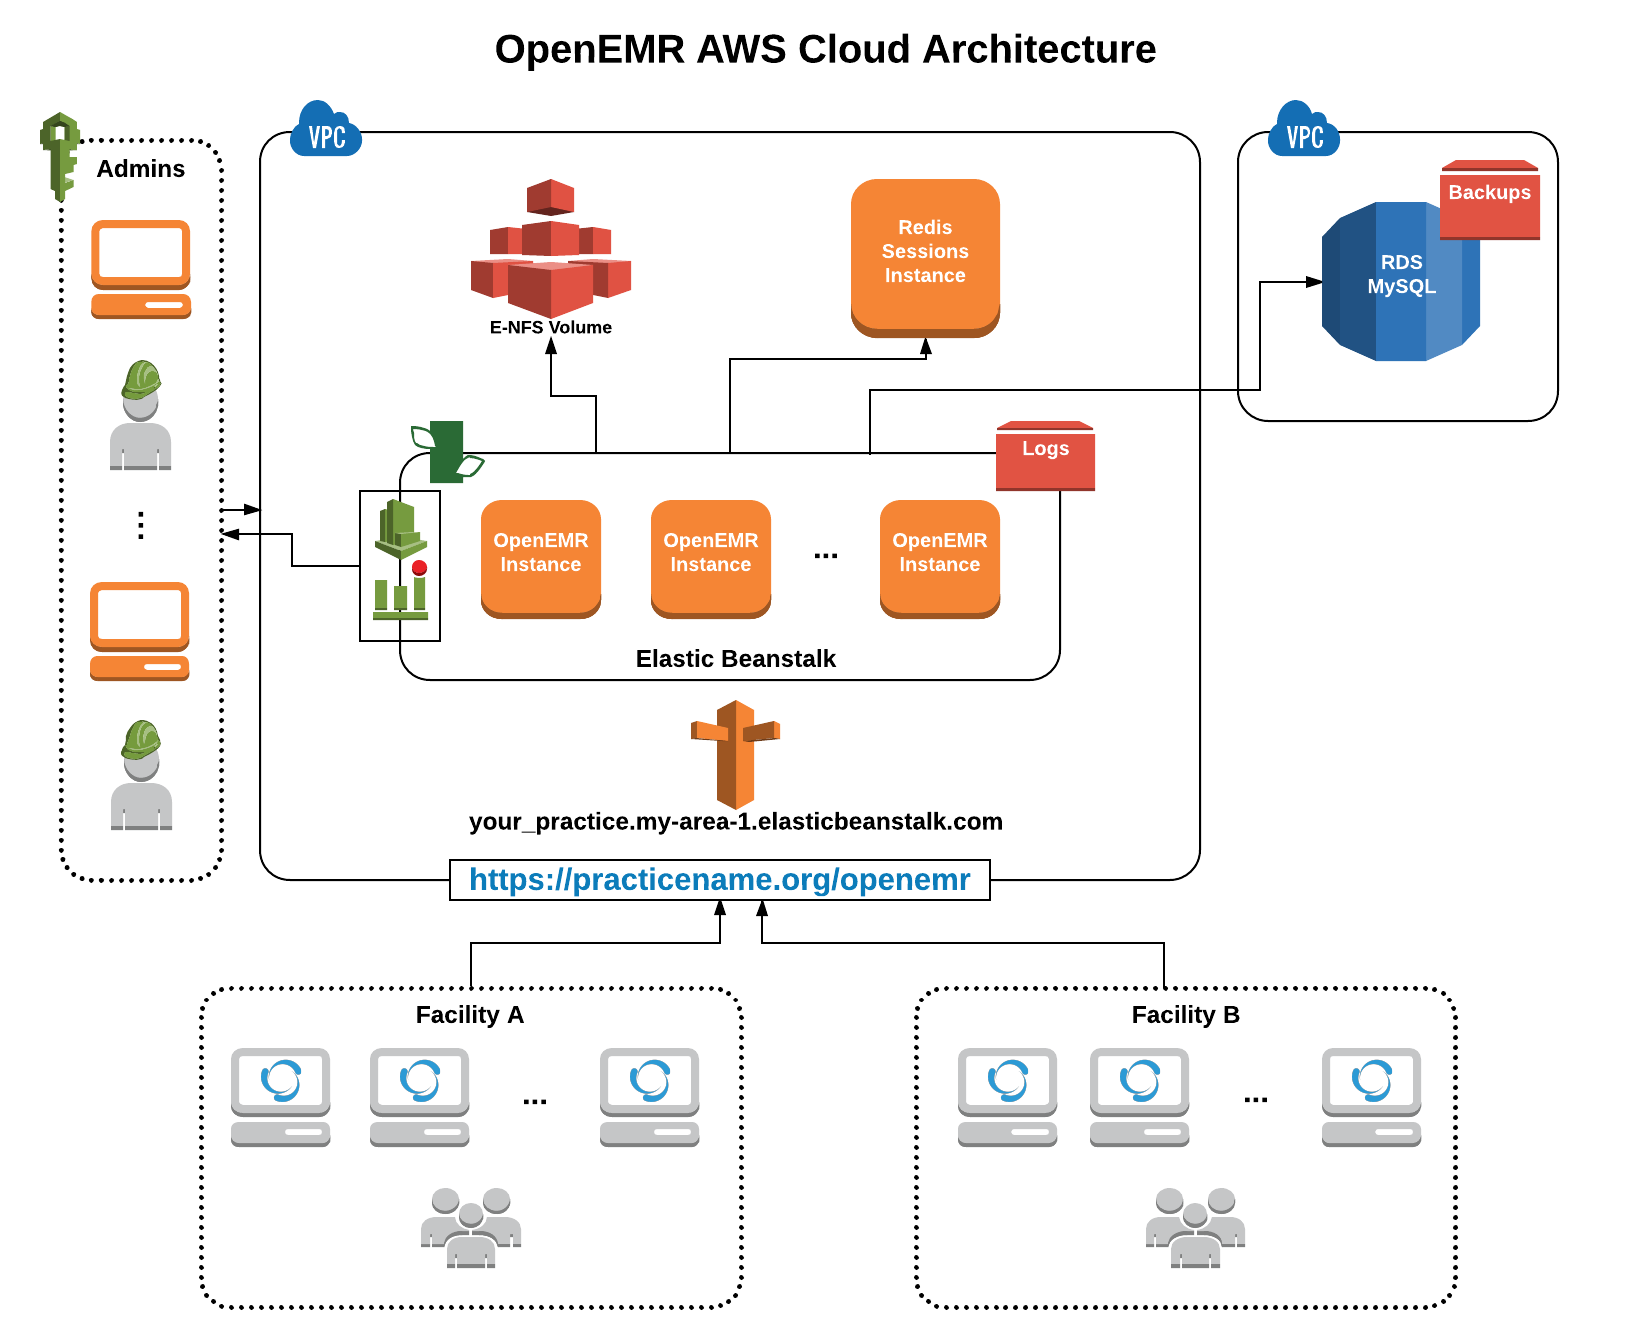 OpenEMR AWS Cloud Architecture
VPC
VPC
Admins
Backups
Redis
Sessions
Instance
RDS
MySQL
E-NFS Volume
Logs
...
OpenEMR
Instance
OpenEMR
Instance
...
OpenEMR
Instance
Elastic Beanstalk
your_practice.my-area-1.elasticbeanstalk.com
https://practicename.org/openemr
Facility A
...
Facility B
...